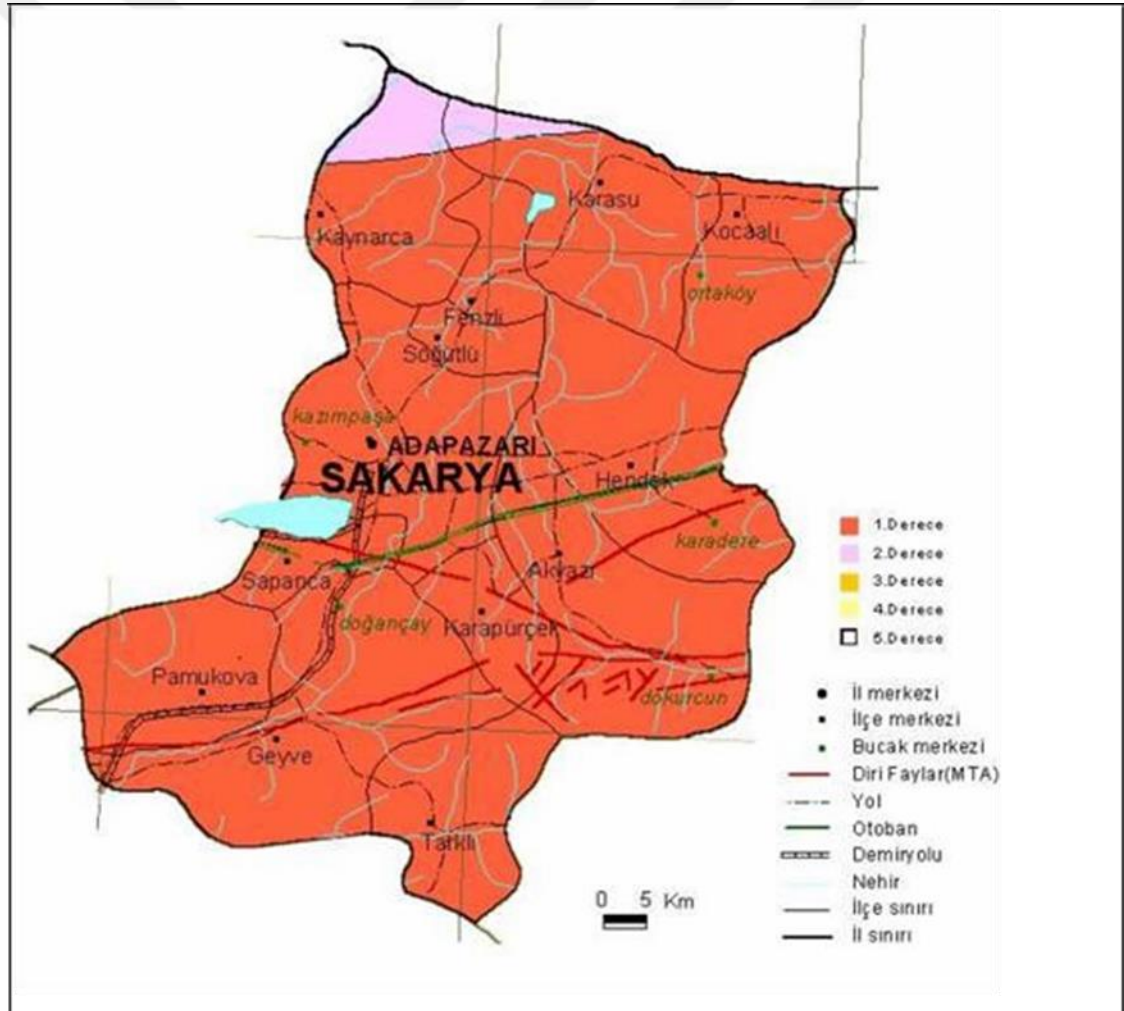 Karasu
Kocaali
Kaynarca
ortaköy
Ferizli
Söğütlü
kazımpaşa
ADAPAZARI
SAKARYA
Hendek
karadere
Akyazı
Sapanca
doğançay
Karapürçek
Pamukova
dokurcun
Geyve
Taraklı
1.Derece
2.Derece
3.Derece
4.Derece
5.Derece
İl merkezi
İlçe merkezi
Bucak merkezi
Diri Faylar(MTA)
Yol
Otoban
Demiryolu
Nehir
İlçe sınırı
İl sınırı
0 5 Km